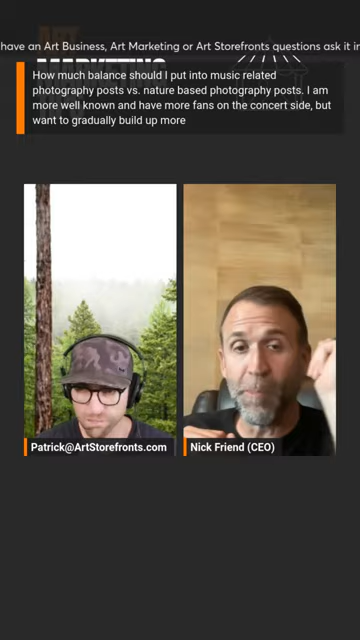 have an Art Business, Art Marketing or Art Storefronts questions ask it in
ART
MARKETING
How much balance should I put into music related
photography posts vs. nature based photography posts. I am
more well known and have more fans on the concert side, but
want to gradually build up more
Patrick@ArtStorefronts.com
Nick Friend (CEO)